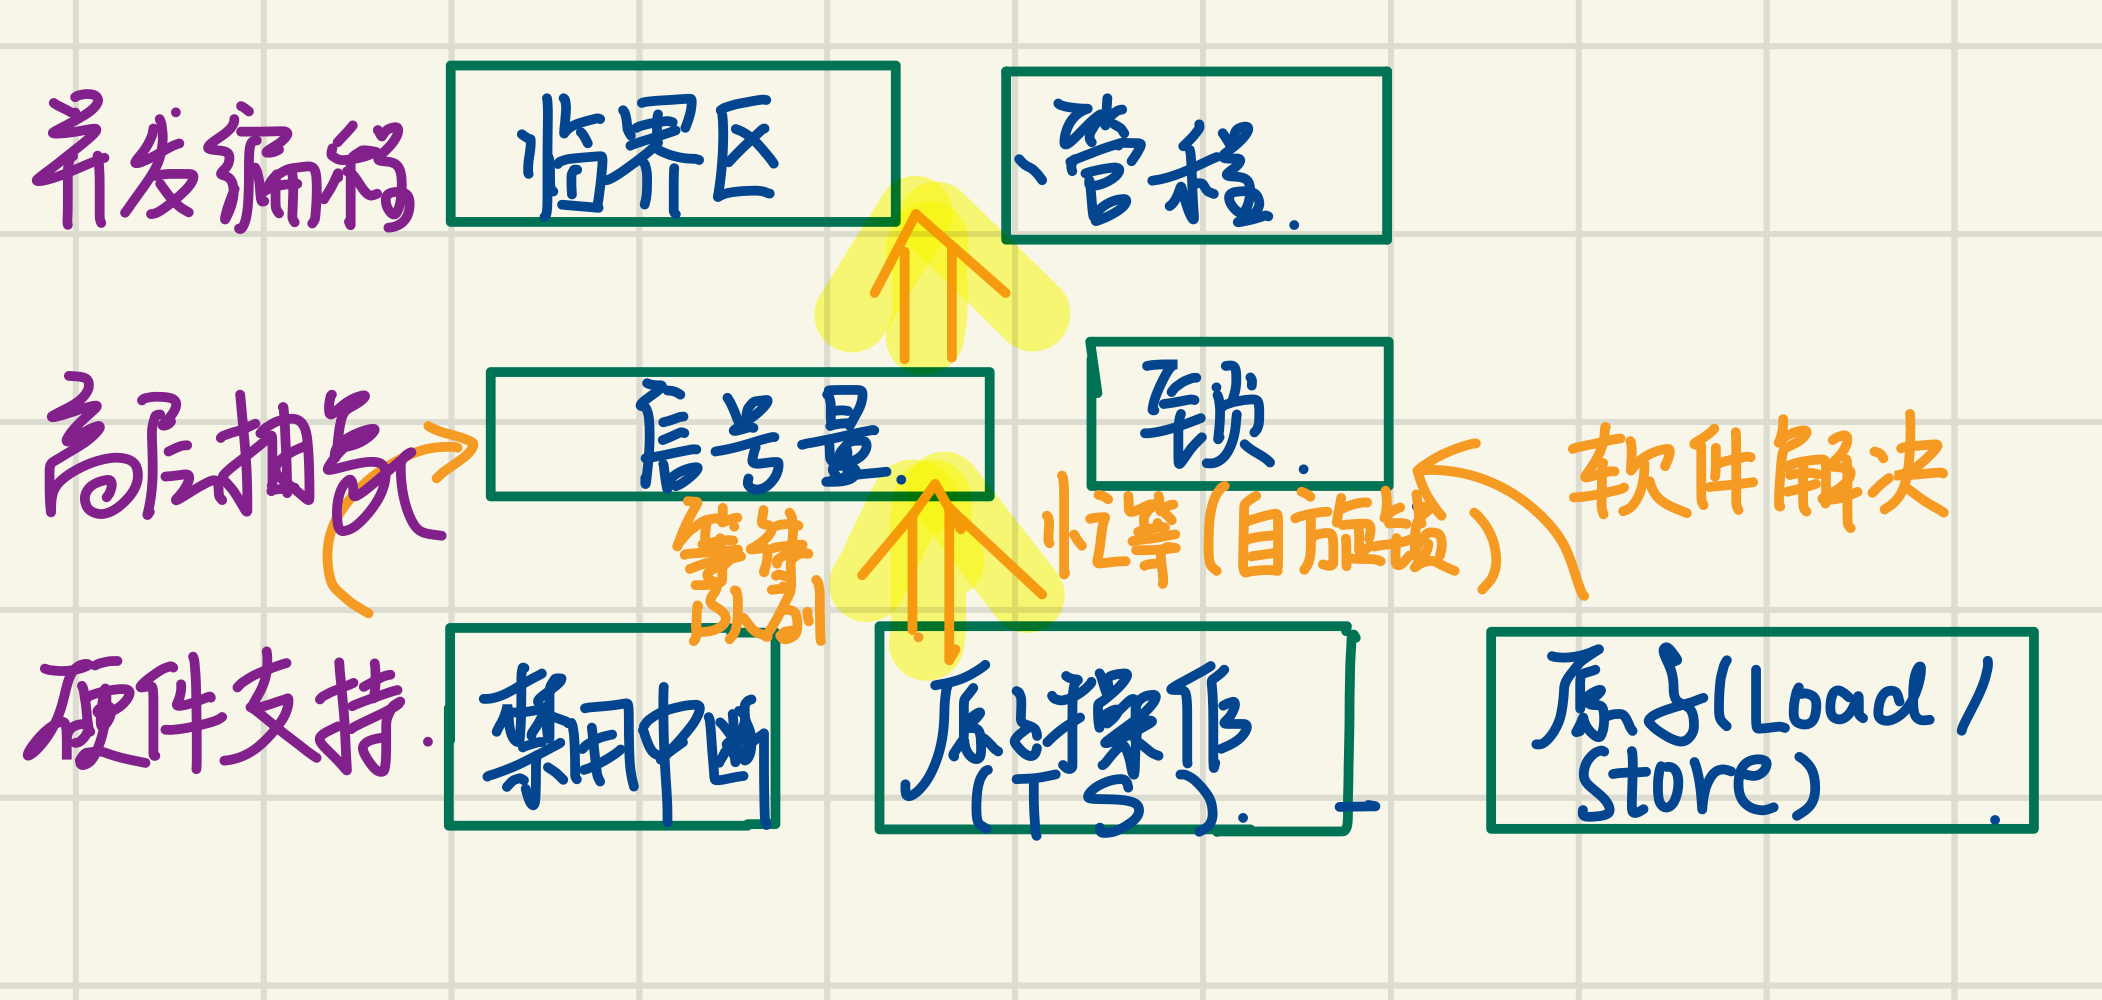 并发编程 临界区 管程.
高层抽象 信号量. 锁.
软件解决
等待
队列
忙等(自旋锁)
硬件支持. 禁用中断 原子操作
(TS).
原子(Load/
Store).